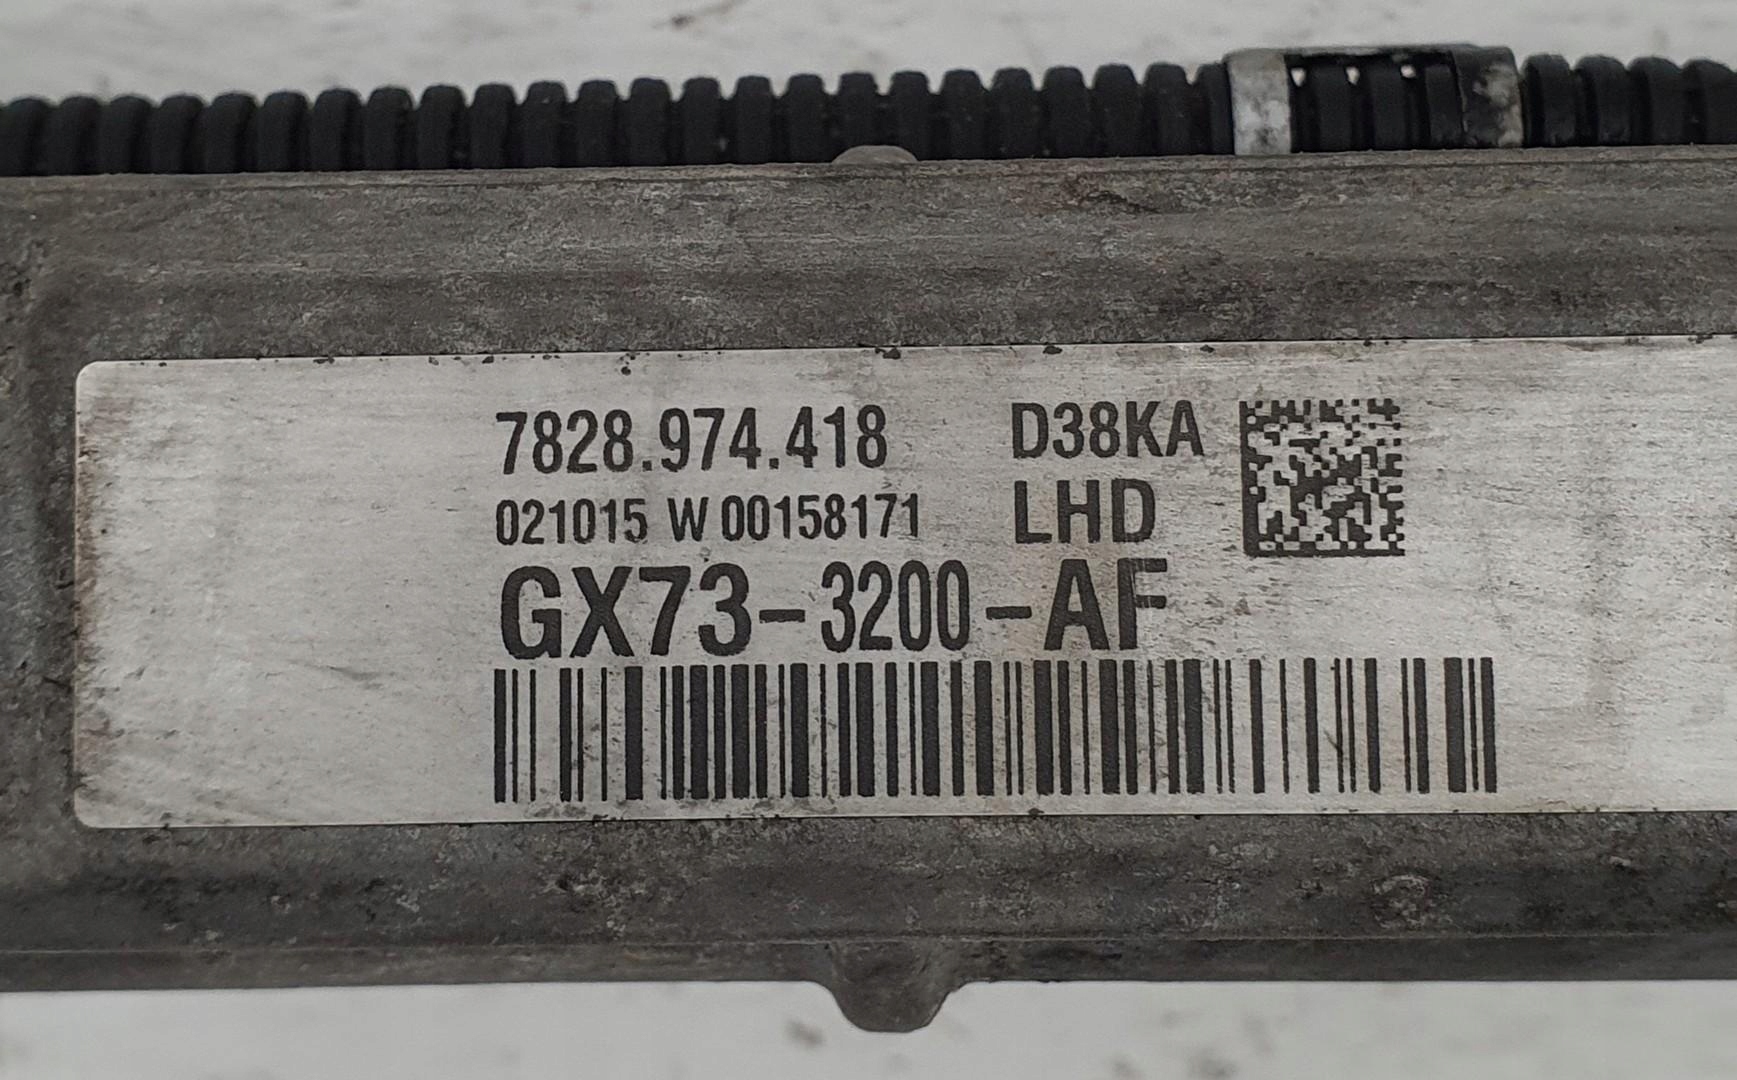 7828.974.418 D38KA
021015 W 00158171 LHD
GX73-3200-AF